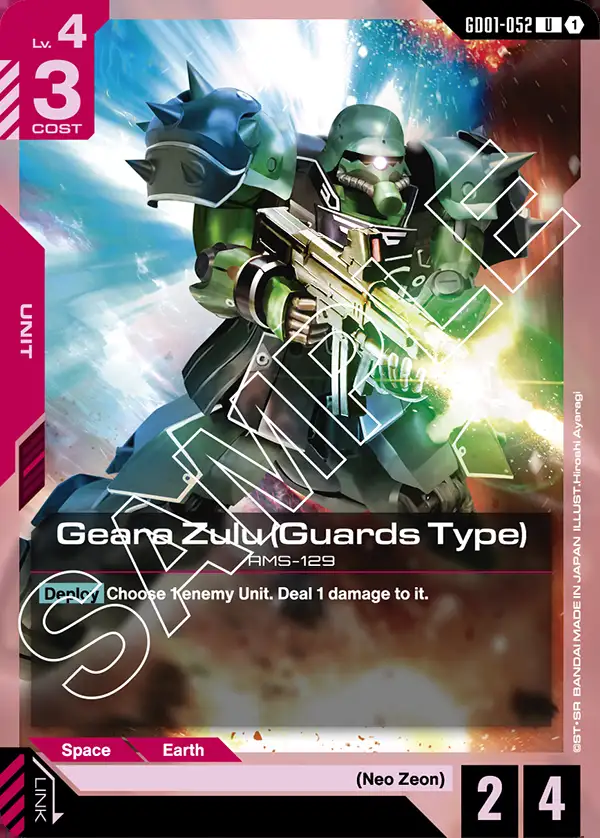 Lv. 4
3
COST
GD01-052 U 1
UNIT
SAMPLE
Geara Zulu (Guards Type)
AMS-129
Deploy Choose 1 enemy Unit. Deal 1 damage to it.
Space Earth
LINK
(Neo Zeon)
2 4
©ST・SR BANDAI MADE IN JAPAN ILLUST.Hiroshi Ayaragi